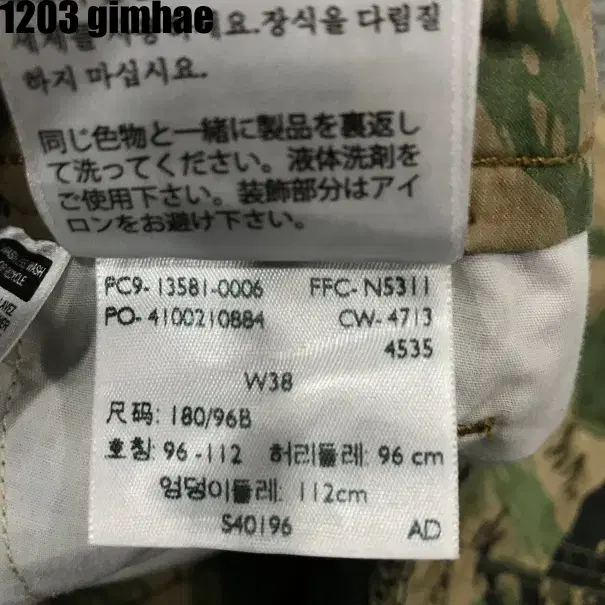 1203 gimhae
하지 마십시요.
同じ色物と一緒に製品を裏返し
て洗ってください。液体洗剤を
ご使用下さい。装飾部分はアイ
ロンをお避け下さい。
PC9-13581-0006 FFC-N5311
PO-4100210884 CW-4713
4535
W38
尺码: 180/96B
호칭: 96-112 허리둘레: 96 cm
엉덩이둘레: 112cm
S40196 AD